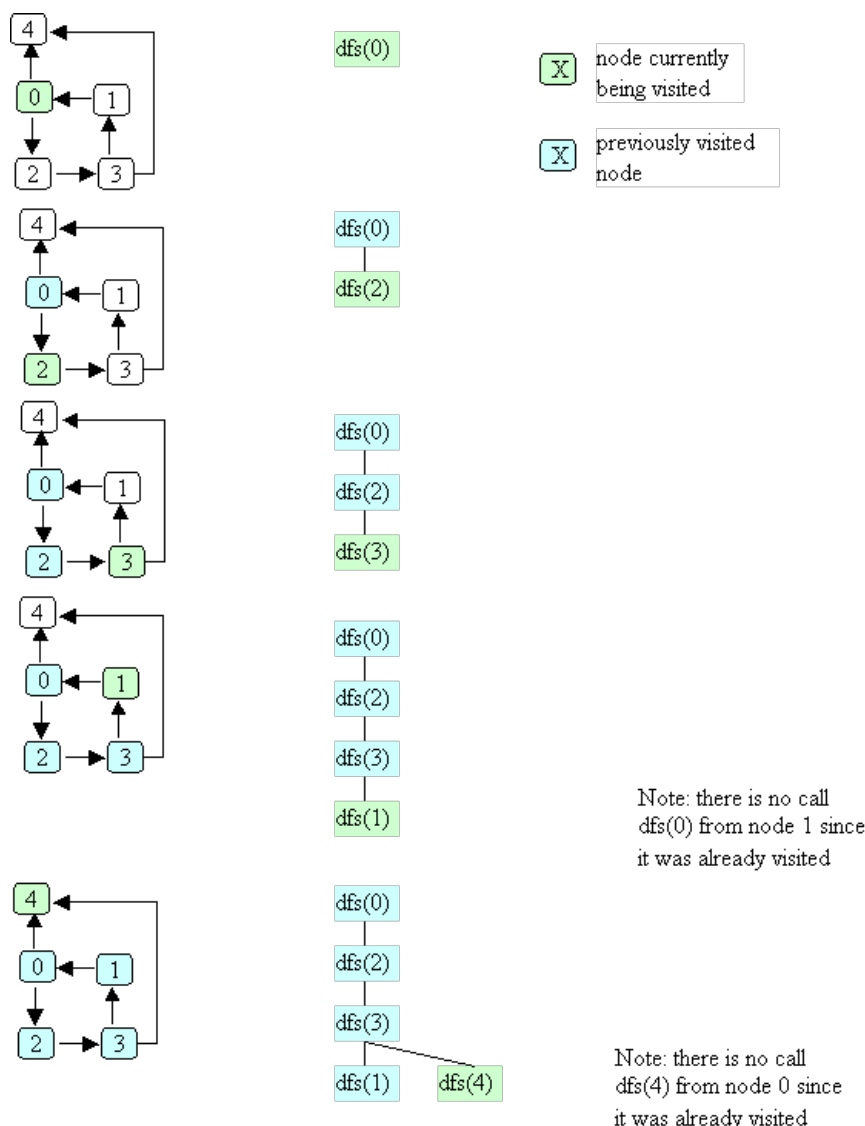 4
dfs(0)
X
node currently
being visited
0
1
X
previously visited
node
2
3
4
dfs(0)
0
1
dfs(2)
2
3
4
dfs(0)
0
1
dfs(2)
2
3
dfs(3)
4
dfs(0)
0
1
dfs(2)
2
3
dfs(3)
dfs(1)
Note: there is no call
dfs(0) from node 1 since
it was already visited
4
dfs(0)
0
1
dfs(2)
2
3
dfs(3)
dfs(1)
dfs(4)
Note: there is no call
dfs(4) from node 0 since
it was already visited